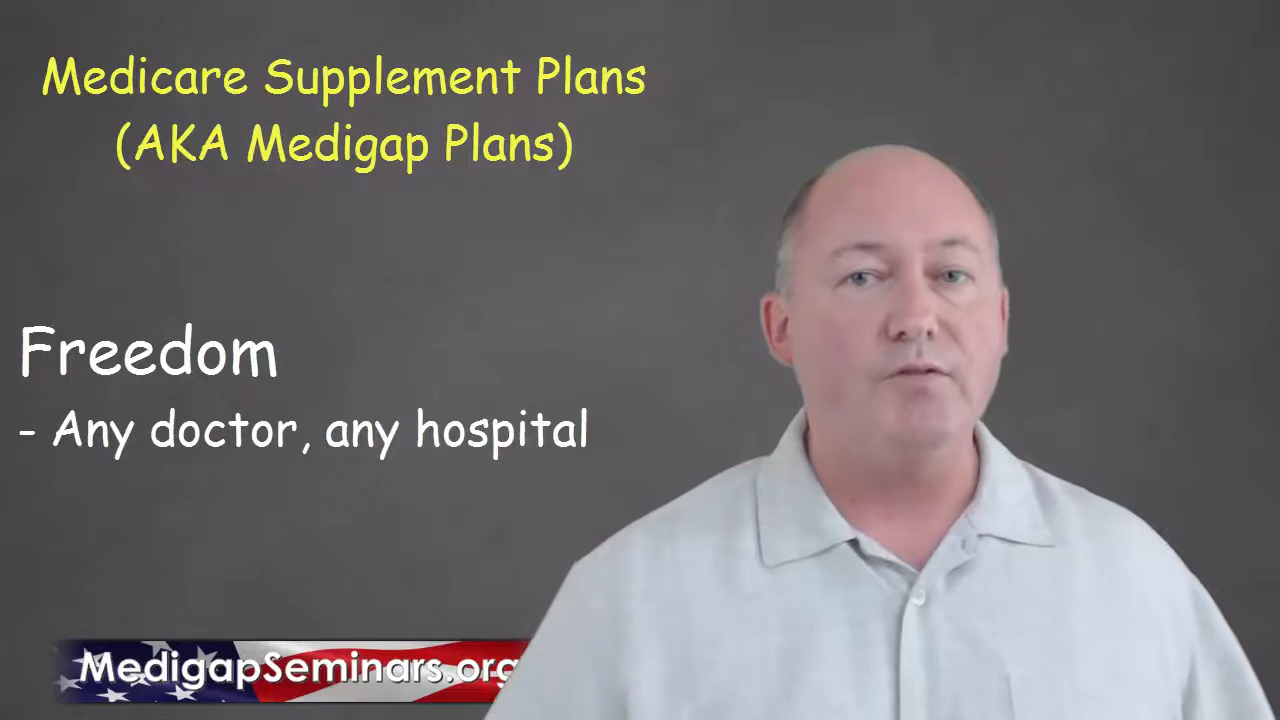 Medicare Supplement Plans
(AKA Medigap Plans)
Freedom
- Any doctor, any hospital
MedigapSeminars.org